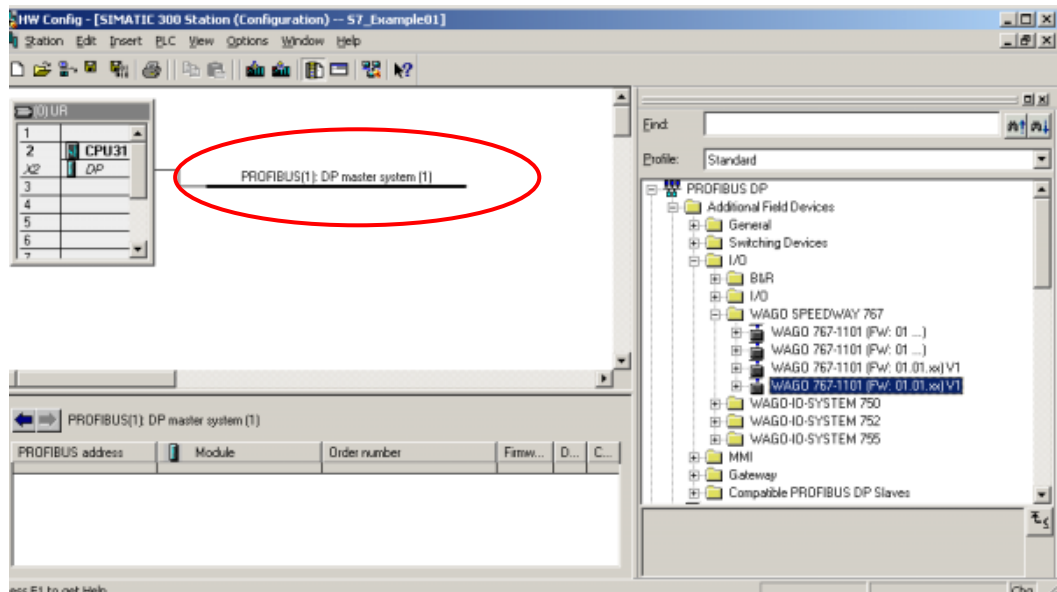 HW Config - [SIMATIC 300 Station (Configuration) -- S7_Example01]
Station Edit Insert PLC View Options Window Help
(0) UR
1
2 CPU31
X2 DP
3
4
5
6
7
PROFIBUS(1): DP master system (1)
Find:
Profile: Standard
PROFIBUS DP
Additional Field Devices
General
Switching Devices
I/O
B&R
I/O
WAGO SPEEDWAY 767
WAGO 767-1101 (FW: 01 ...)
WAGO 767-1101 (FW: 01 ...)
WAGO 767-1101 (FW: 01.01.xx) V1
WAGO 767-1101 (FW: 01.01.xx) V1
WAGO-IO-SYSTEM 750
WAGO-IO-SYSTEM 752
WAGO-IO-SYSTEM 755
MMI
Gateway
Compatible PROFIBUS DP Slaves
PROFIBUS(1): DP master system (1)
PROFIBUS address Module Order number Firmw... D... C...
ess F1 to get Help.
Chg